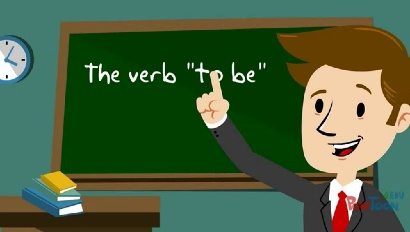 The verb "to be"